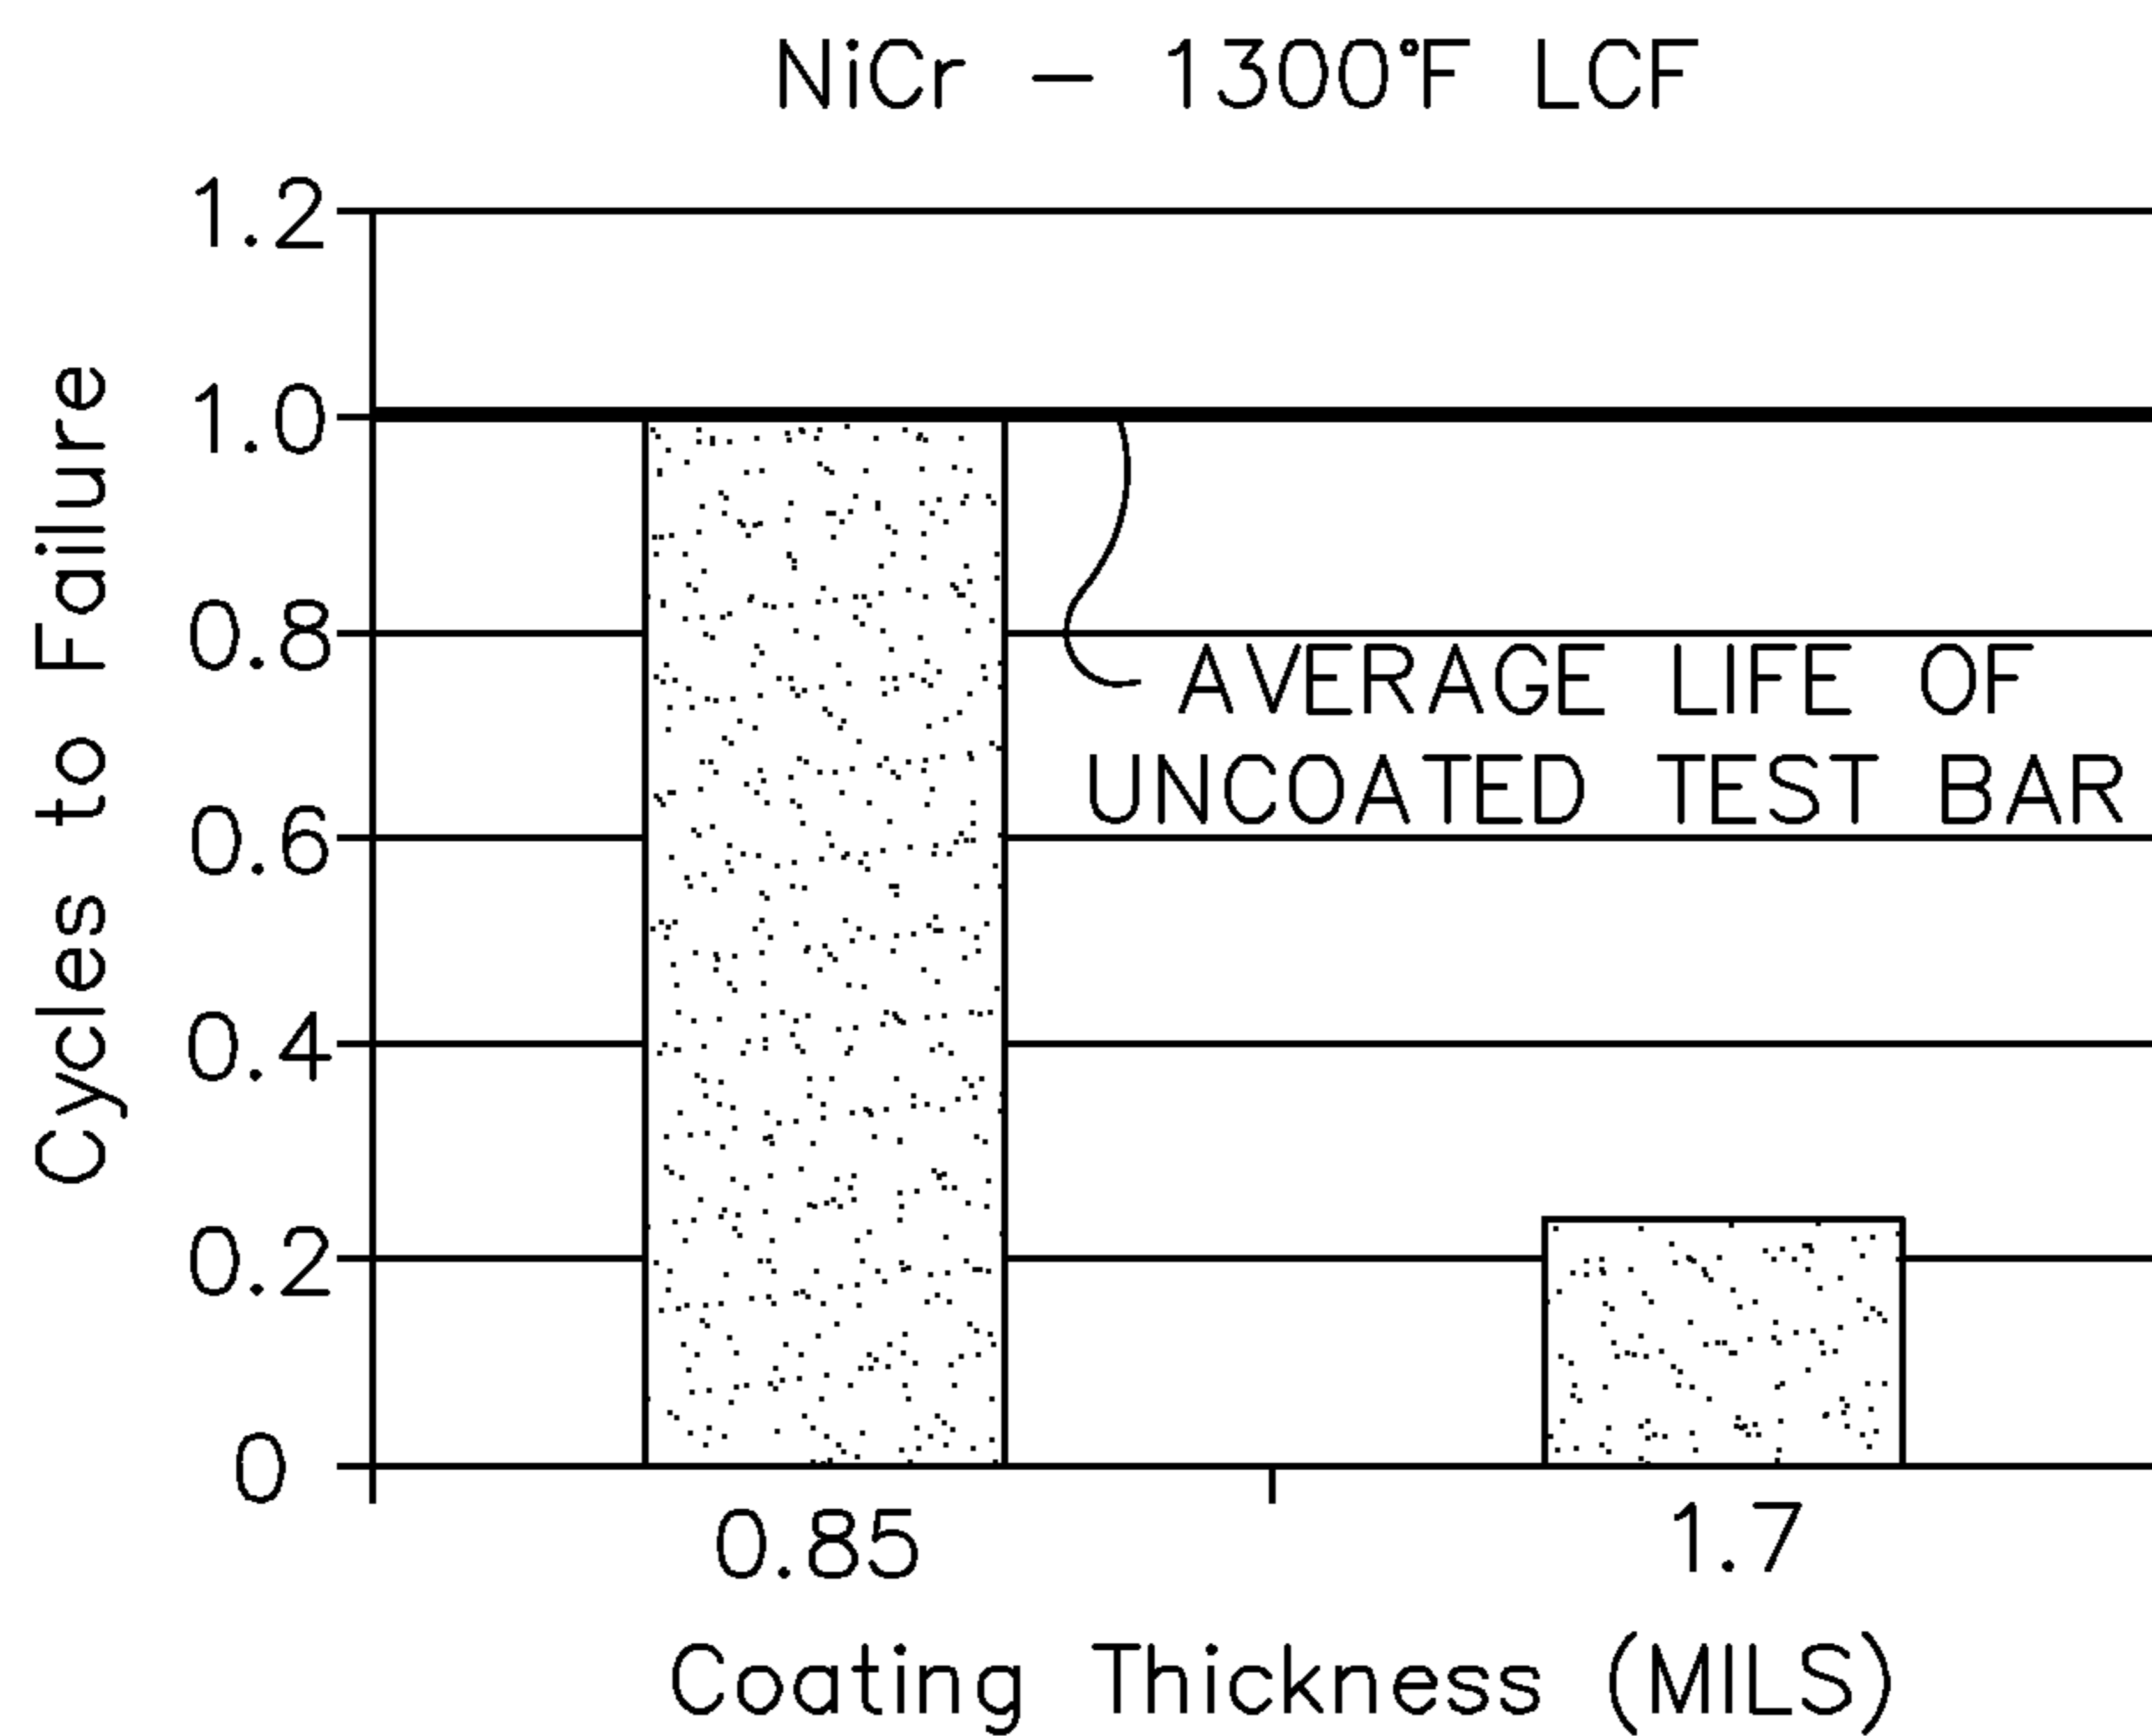 NiCr – 1300°F LCF
1.2
1.0
0.8
0.6
0.4
0.2
0
Cycles to Failure
AVERAGE LIFE OF
UNCOATED TEST BAR
0.85
1.7
Coating Thickness (MILS)